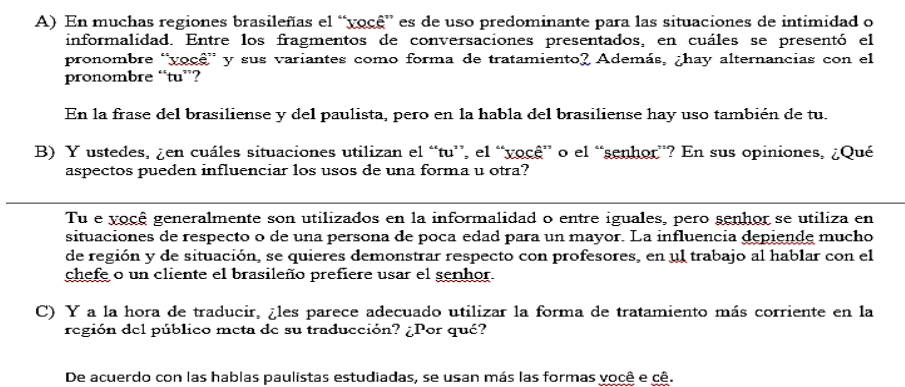 A) En muchas regiones brasileñas el “você” es de uso predominante para las situaciones de intimidad o
informalidad. Entre los fragmentos de conversaciones presentados, en cuáles se presentó el
pronombre “você” y sus variantes como forma de tratamiento? Además, ¿hay alternancias con el
pronombre “tu”?
En la frase del brasiliense y del paulista, pero en la habla del brasiliense hay uso también de tu.
B) Y ustedes, ¿en cuáles situaciones utilizan el “tu”, el “você” o el “senhor”? En sus opiniones, ¿Qué
aspectos pueden influenciar los usos de una forma u otra?
Tu e você generalmente son utilizados en la informalidad o entre iguales, pero senhor se utiliza en
situaciones de respecto o de una persona de poca edad para un mayor. La influencia depiende mucho
de región y de situación, se quieres demonstrar respecto con profesores, en ul trabajo al hablar con el
chefe o un cliente el brasileño prefiere usar el senhor.
C) Y a la hora de traducir, ¿les parece adecuado utilizar la forma de tratamiento más corriente en la
región del público meta de su traducción? ¿Por qué?
De acuerdo con las hablas paulistas estudiadas, se usan más las formas você e cê.